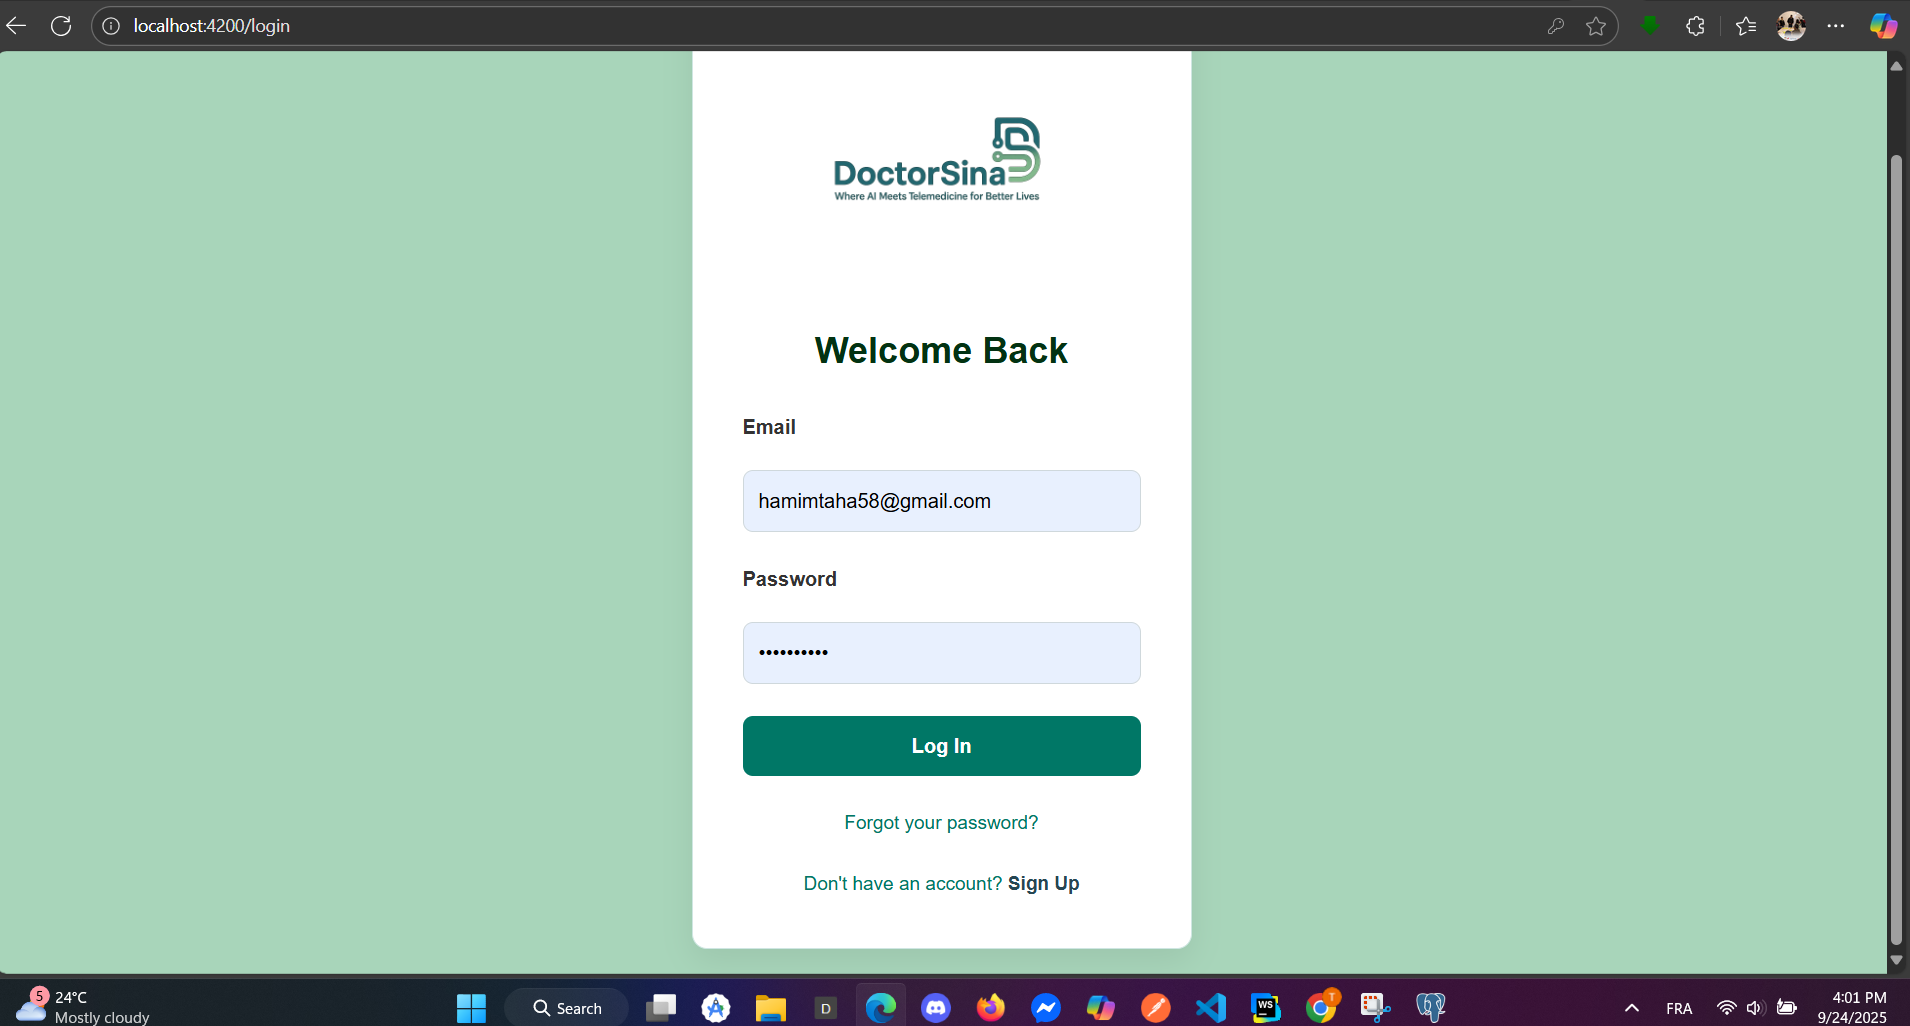 localhost:4200/login
DoctorSina
Where AI Meets Telemedicine for Better Lives
Welcome Back
Email
hamimtaha58@gmail.com
Password
••••••••••
Log In
Forgot your password?
Don't have an account? Sign Up
5
24°C
Mostly cloudy
Search
D
WS
T
FRA
4:01 PM
9/24/2025